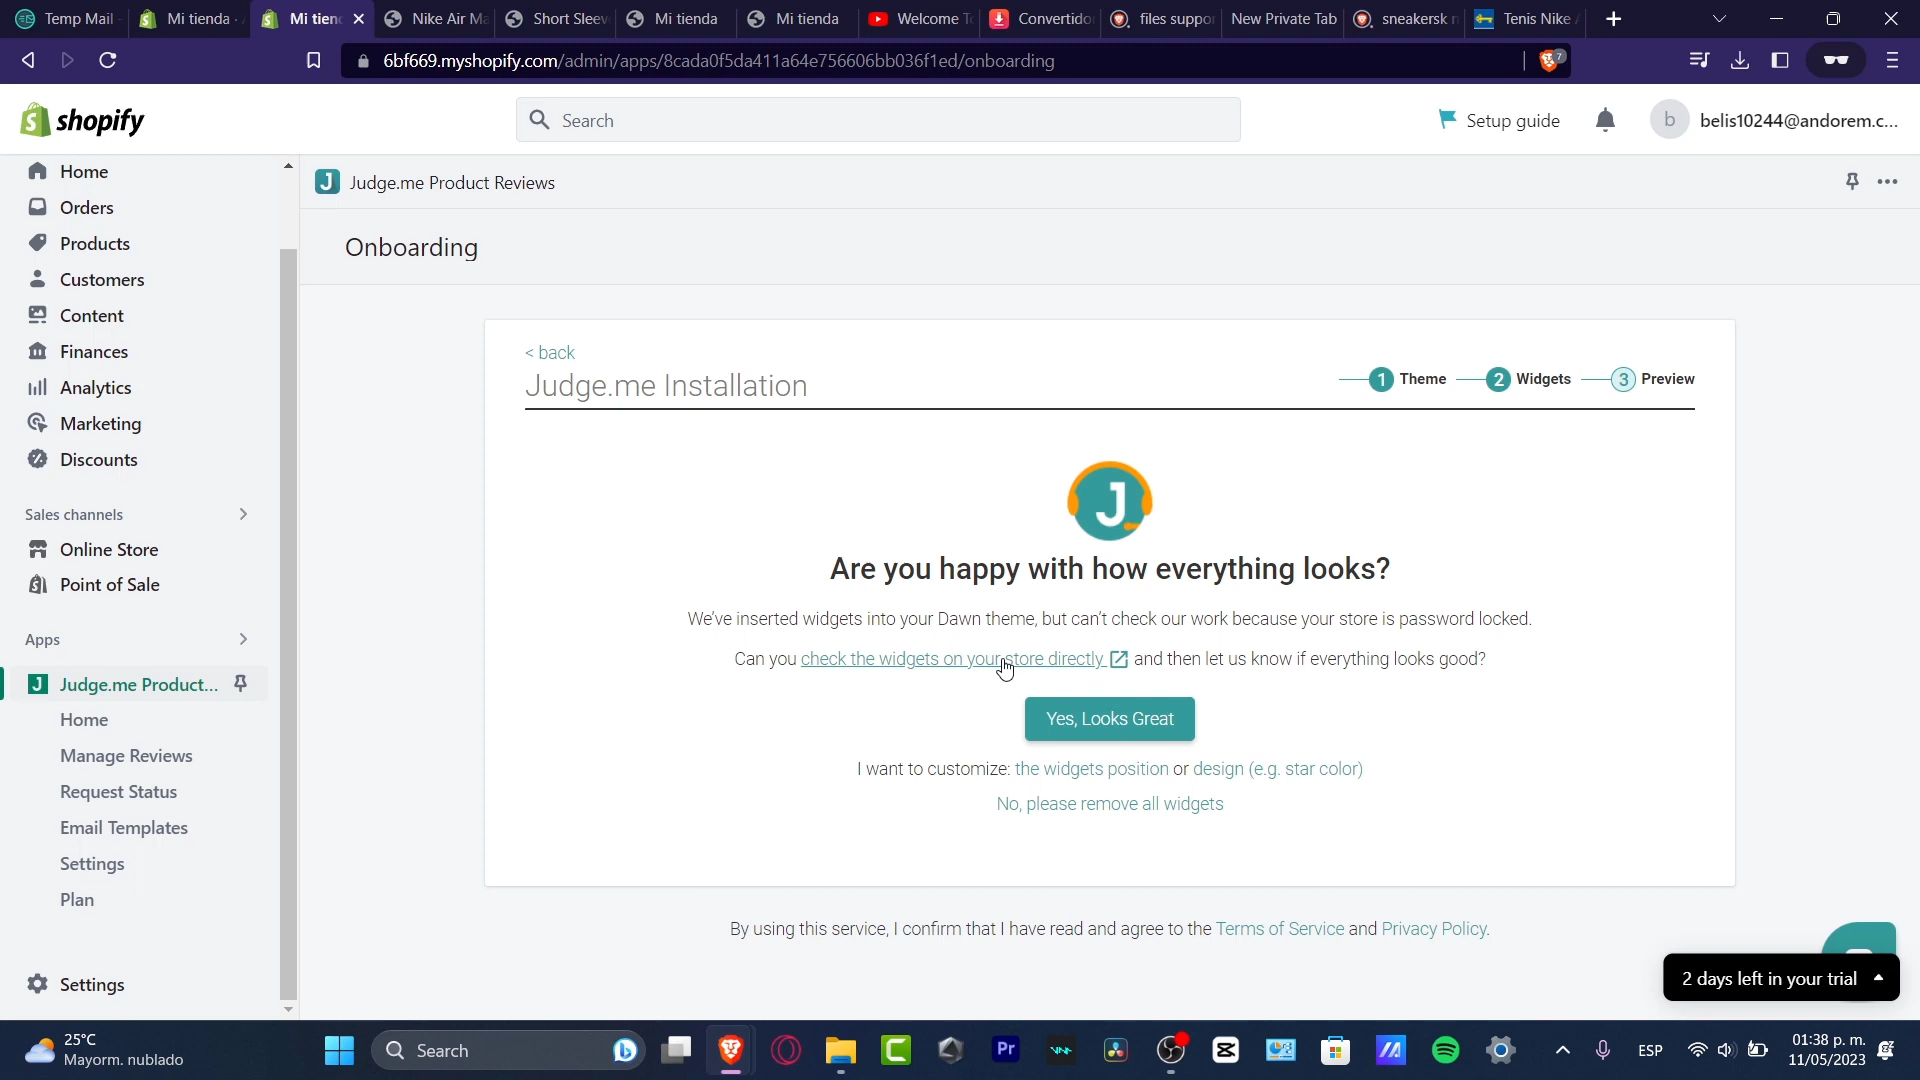 Temp Mail
Mi tienda
Mi tien
Nike Air Ma
Short Sleev
Mi tienda
Mi tienda
Welcome To
Convertido
files suppor
New Private Tab
sneakersk n
Tenis Nike A
6bf669.myshopify.com/admin/apps/8cada0f5da411a64e756606bb036f1ed/onboarding
7
shopify
Search
Setup guide
b
belis10244@andorem.c...
Home
Orders
Products
Customers
Content
Finances
Analytics
Marketing
Discounts
Sales channels
Online Store
Point of Sale
Apps
Judge.me Product...
Home
Manage Reviews
Request Status
Email Templates
Settings
Plan
Settings
J Judge.me Product Reviews
Onboarding
< back
Judge.me Installation
1 Theme 2 Widgets 3 Preview
J
Are you happy with how everything looks?
We've inserted widgets into your Dawn theme, but can't check our work because your store is password locked.
Can you check the widgets on your store directly and then let us know if everything looks good?
Yes, Looks Great
I want to customize: the widgets position or design (e.g. star color)
No, please remove all widgets
By using this service, I confirm that I have read and agree to the Terms of Service and Privacy Policy.
2 days left in your trial
25°C
Mayorm. nublado
Search
Pr
ESP
01:38 p. m.
11/05/2023